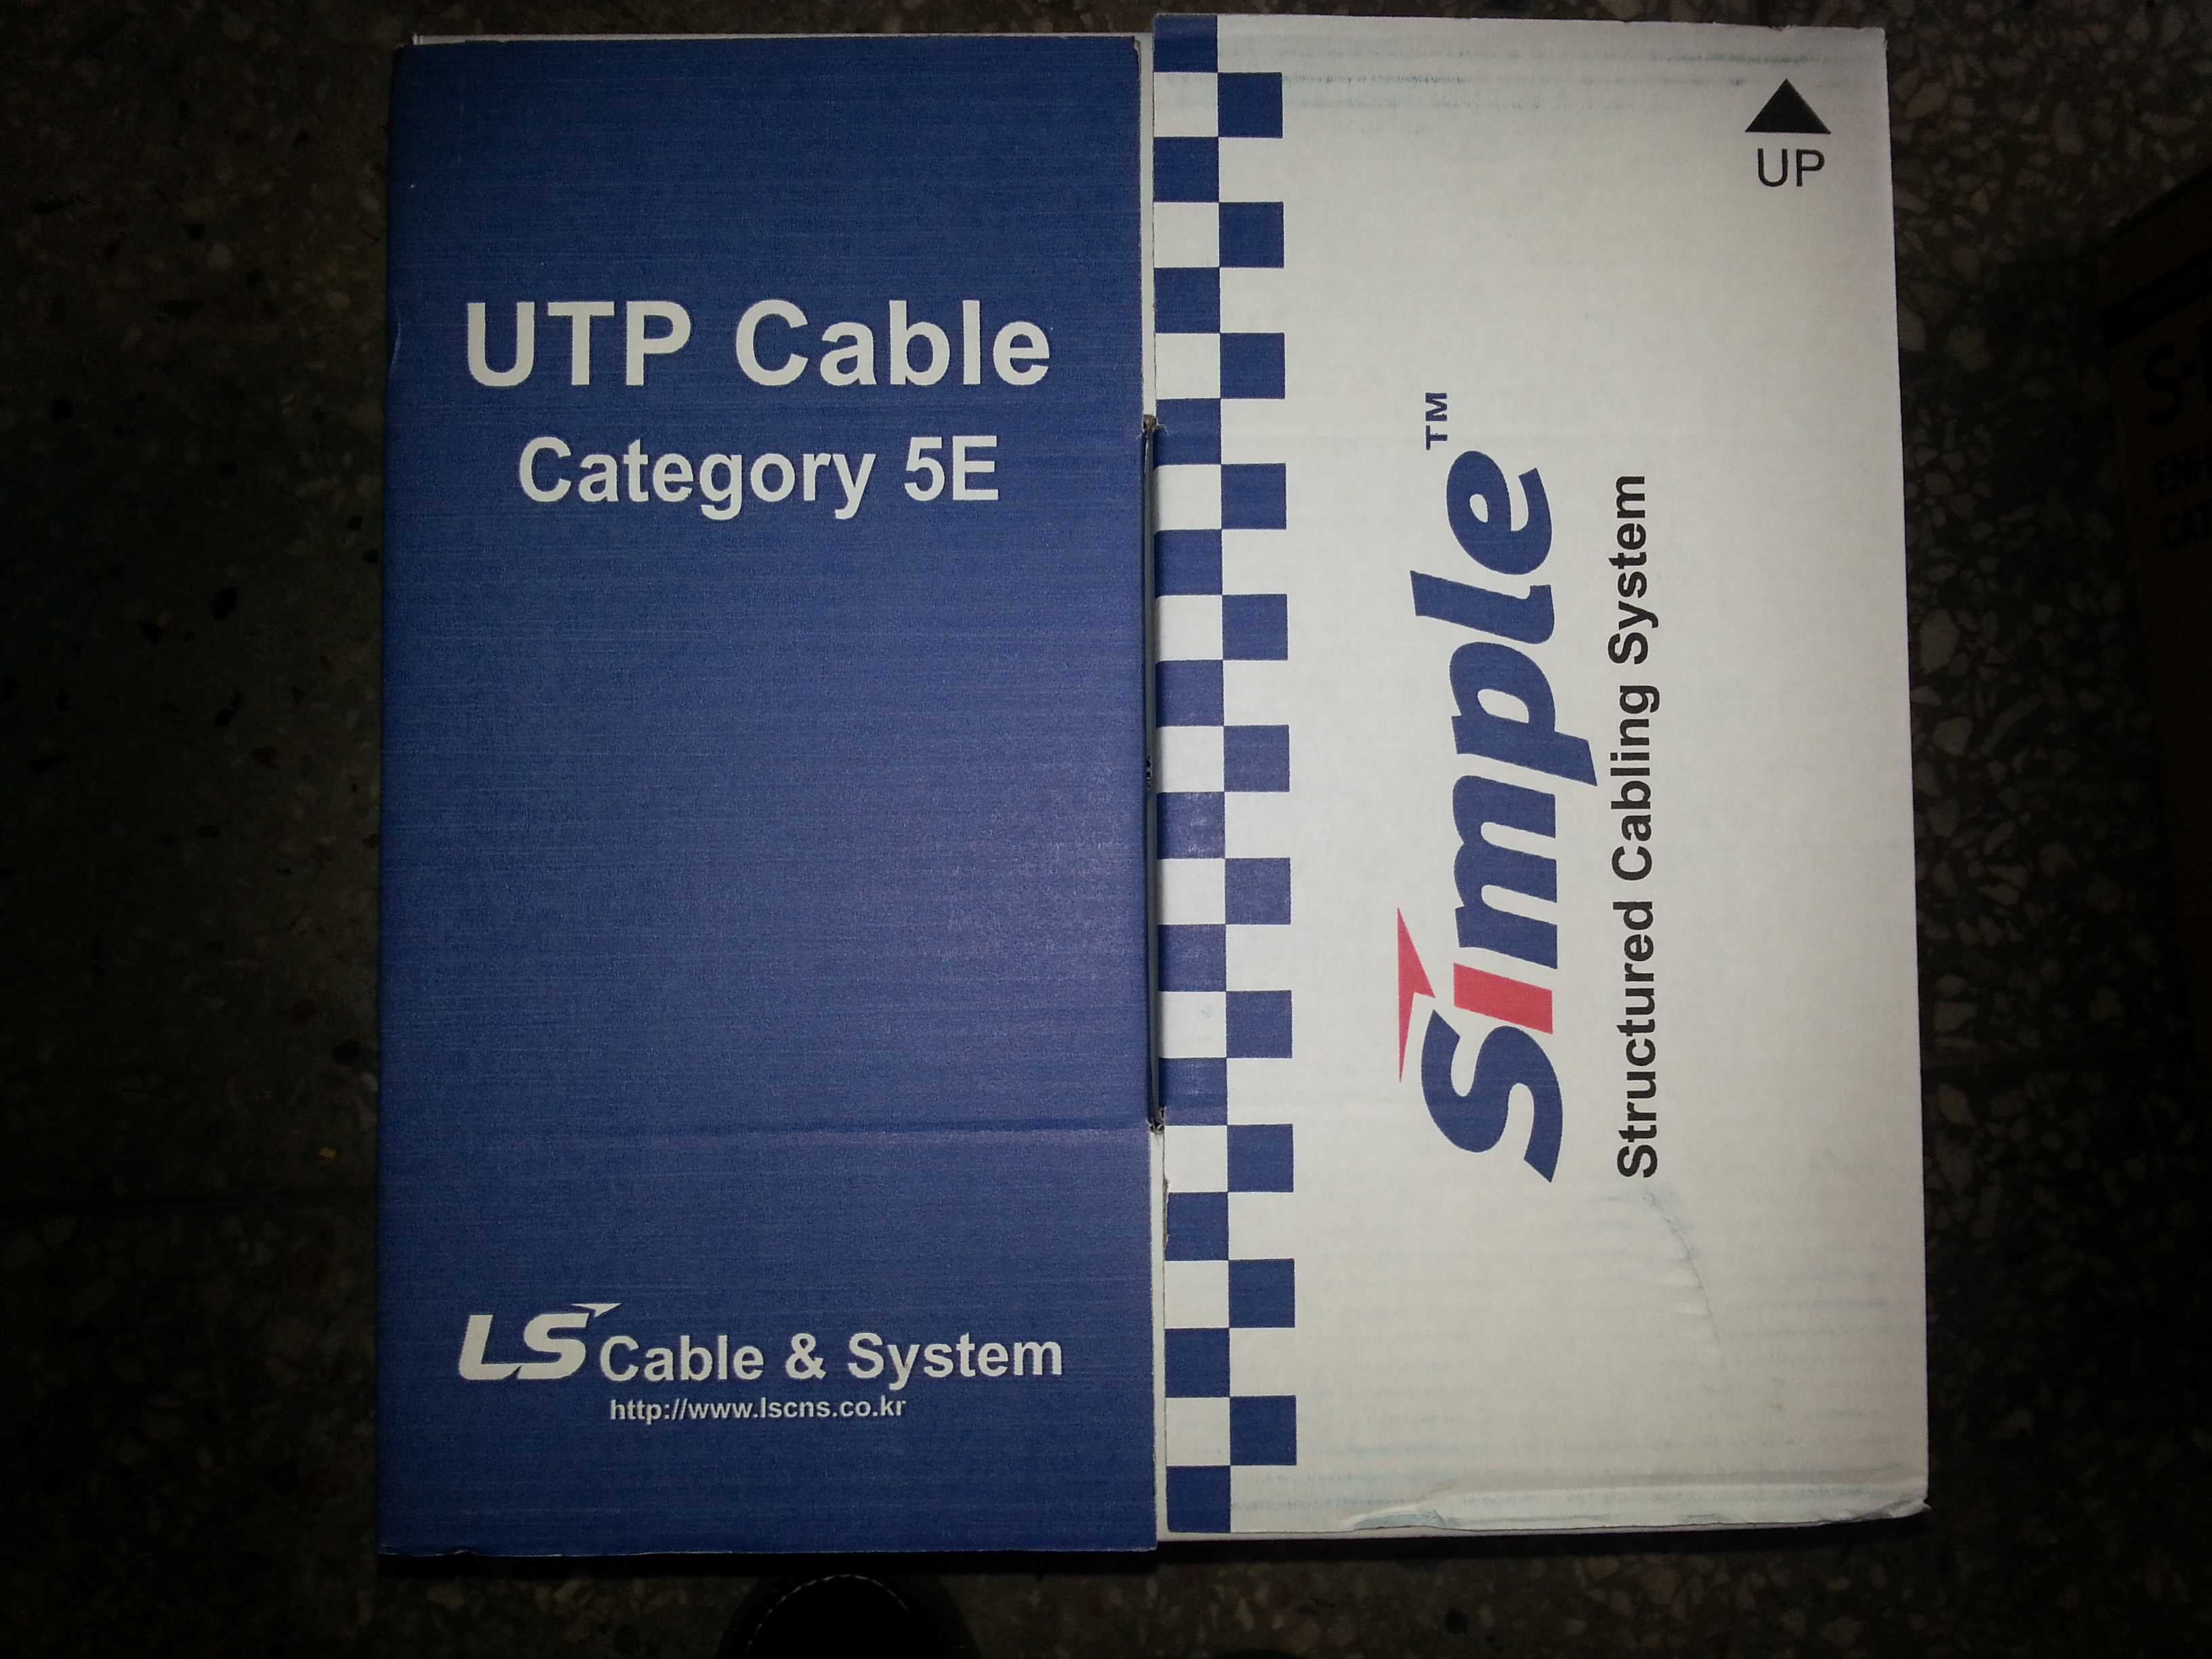 UTP Cable
Category 5E
LS Cable & System
http://www.lscns.co.kr
UP
Simple™
Structured Cabling System